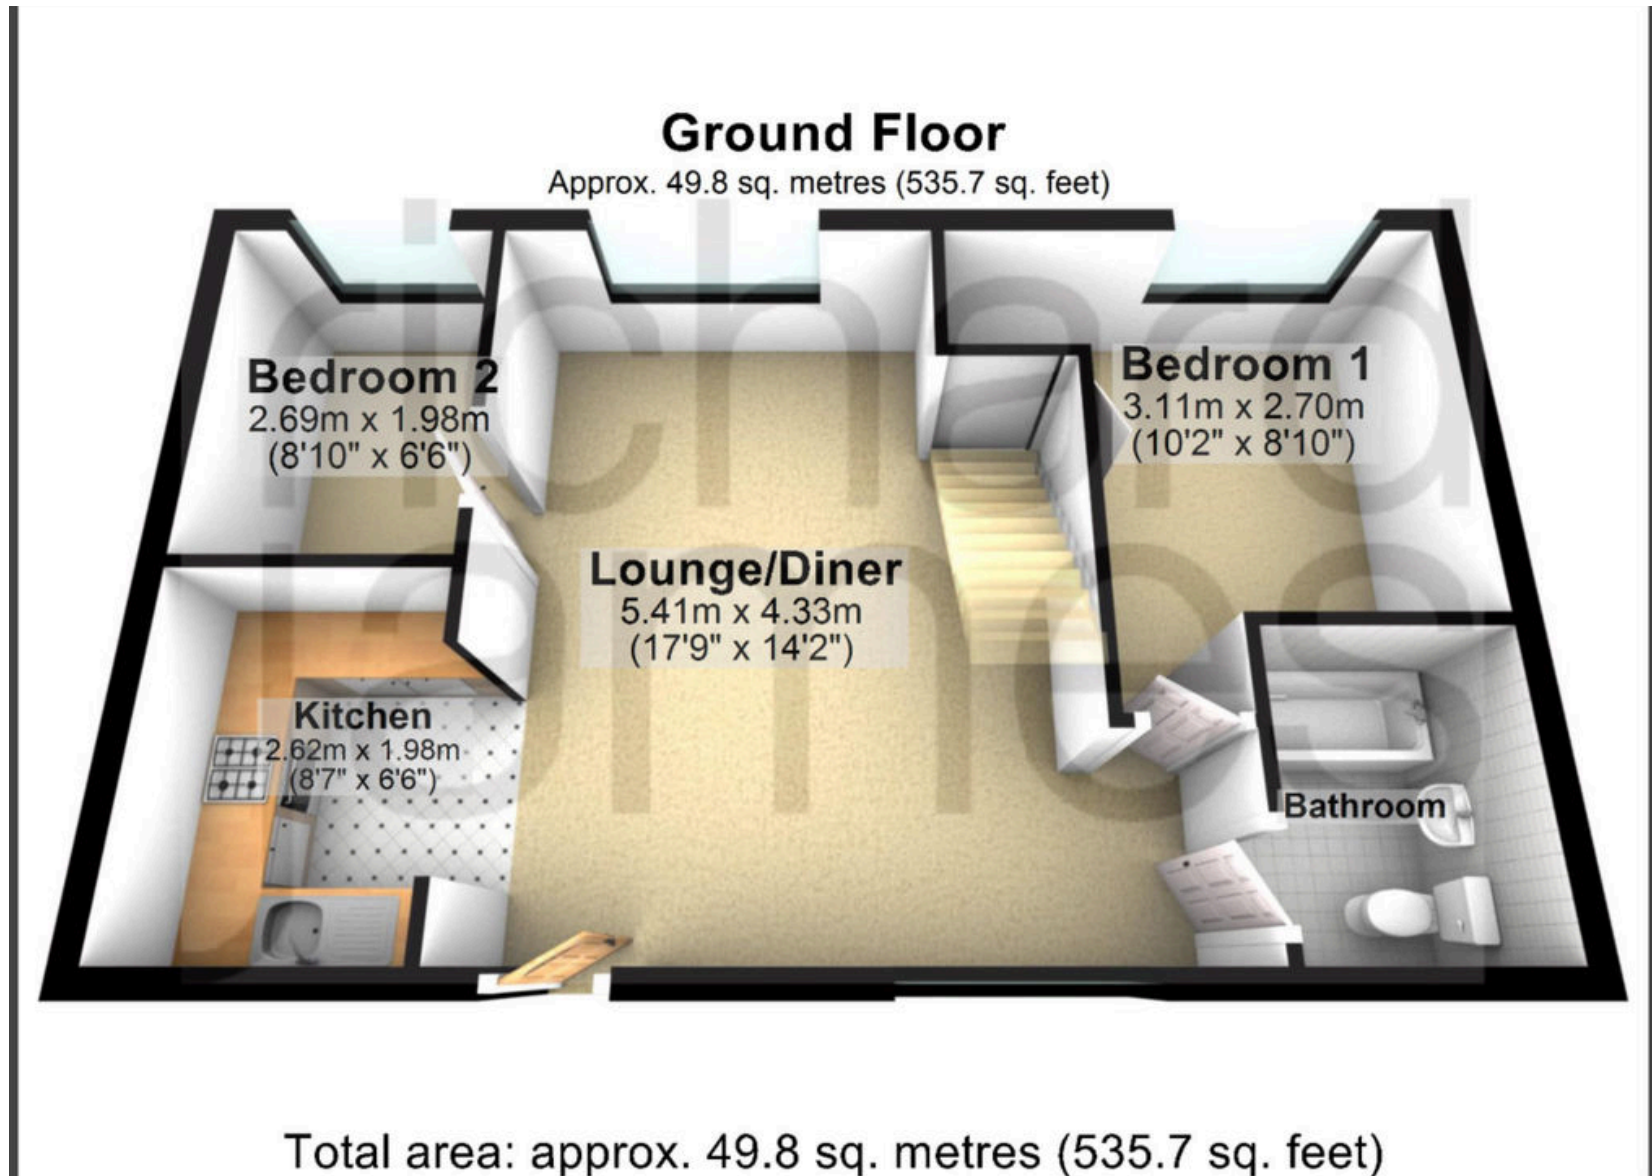 Ground Floor
Approx. 49.8 sq. metres (535.7 sq. feet)
Bedroom 2
2.69m x 1.98m
(8'10" x 6'6")
Bedroom 1
3.11m x 2.70m
(10'2" x 8'10")
Lounge/Diner
5.41m x 4.33m
(17'9" x 14'2")
Kitchen
2.62m x 1.98m
(8'7" x 6'6")
Bathroom
richard
james
Total area: approx. 49.8 sq. metres (535.7 sq. feet)